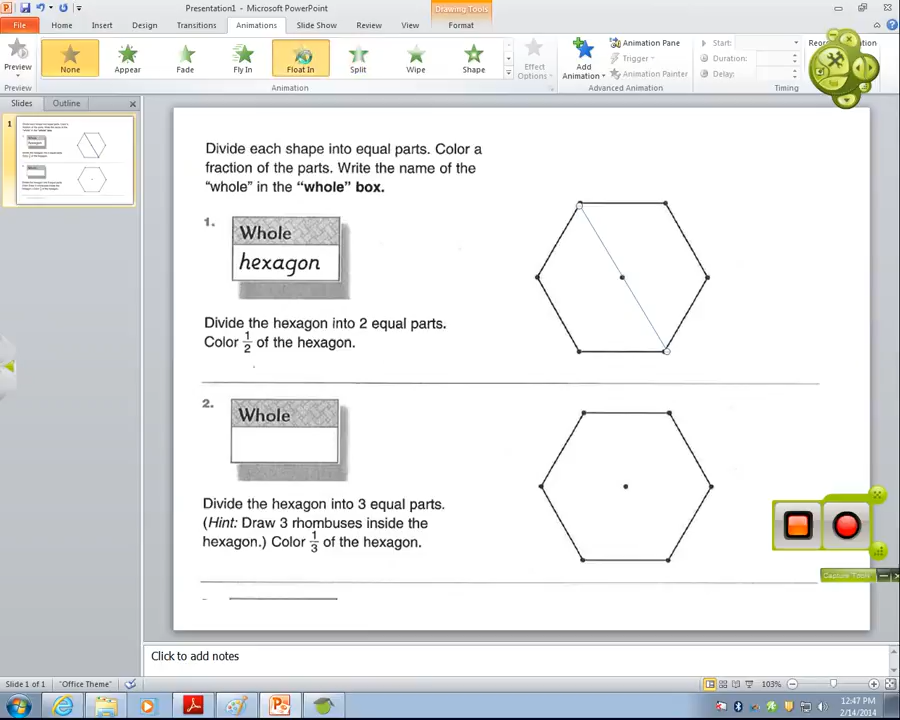 Presentation1 - Microsoft PowerPoint
Drawing Tools
File Home Insert Design Transitions Animations Slide Show Review View Format
Preview None Appear Fade Fly In Float In Split Wipe Shape Effect Options Add Animation Animation Pane Trigger Animation Painter Start: Duration: Delay:
Preview Animation Advanced Animation Timing
Slides Outline
1
Divide each shape into equal parts. Color a
fraction of the parts. Write the name of the
"whole" in the "whole" box.
1.
Whole
hexagon
Divide the hexagon into 2 equal parts.
Color 1/2 of the hexagon.
2.
Whole
Divide the hexagon into 3 equal parts.
(Hint: Draw 3 rhombuses inside the
hexagon.) Color 1/3 of the hexagon.
Capture Tools
Click to add notes
Slide 1 of 1 "Office Theme" 103%
12:47 PM
2/14/2014